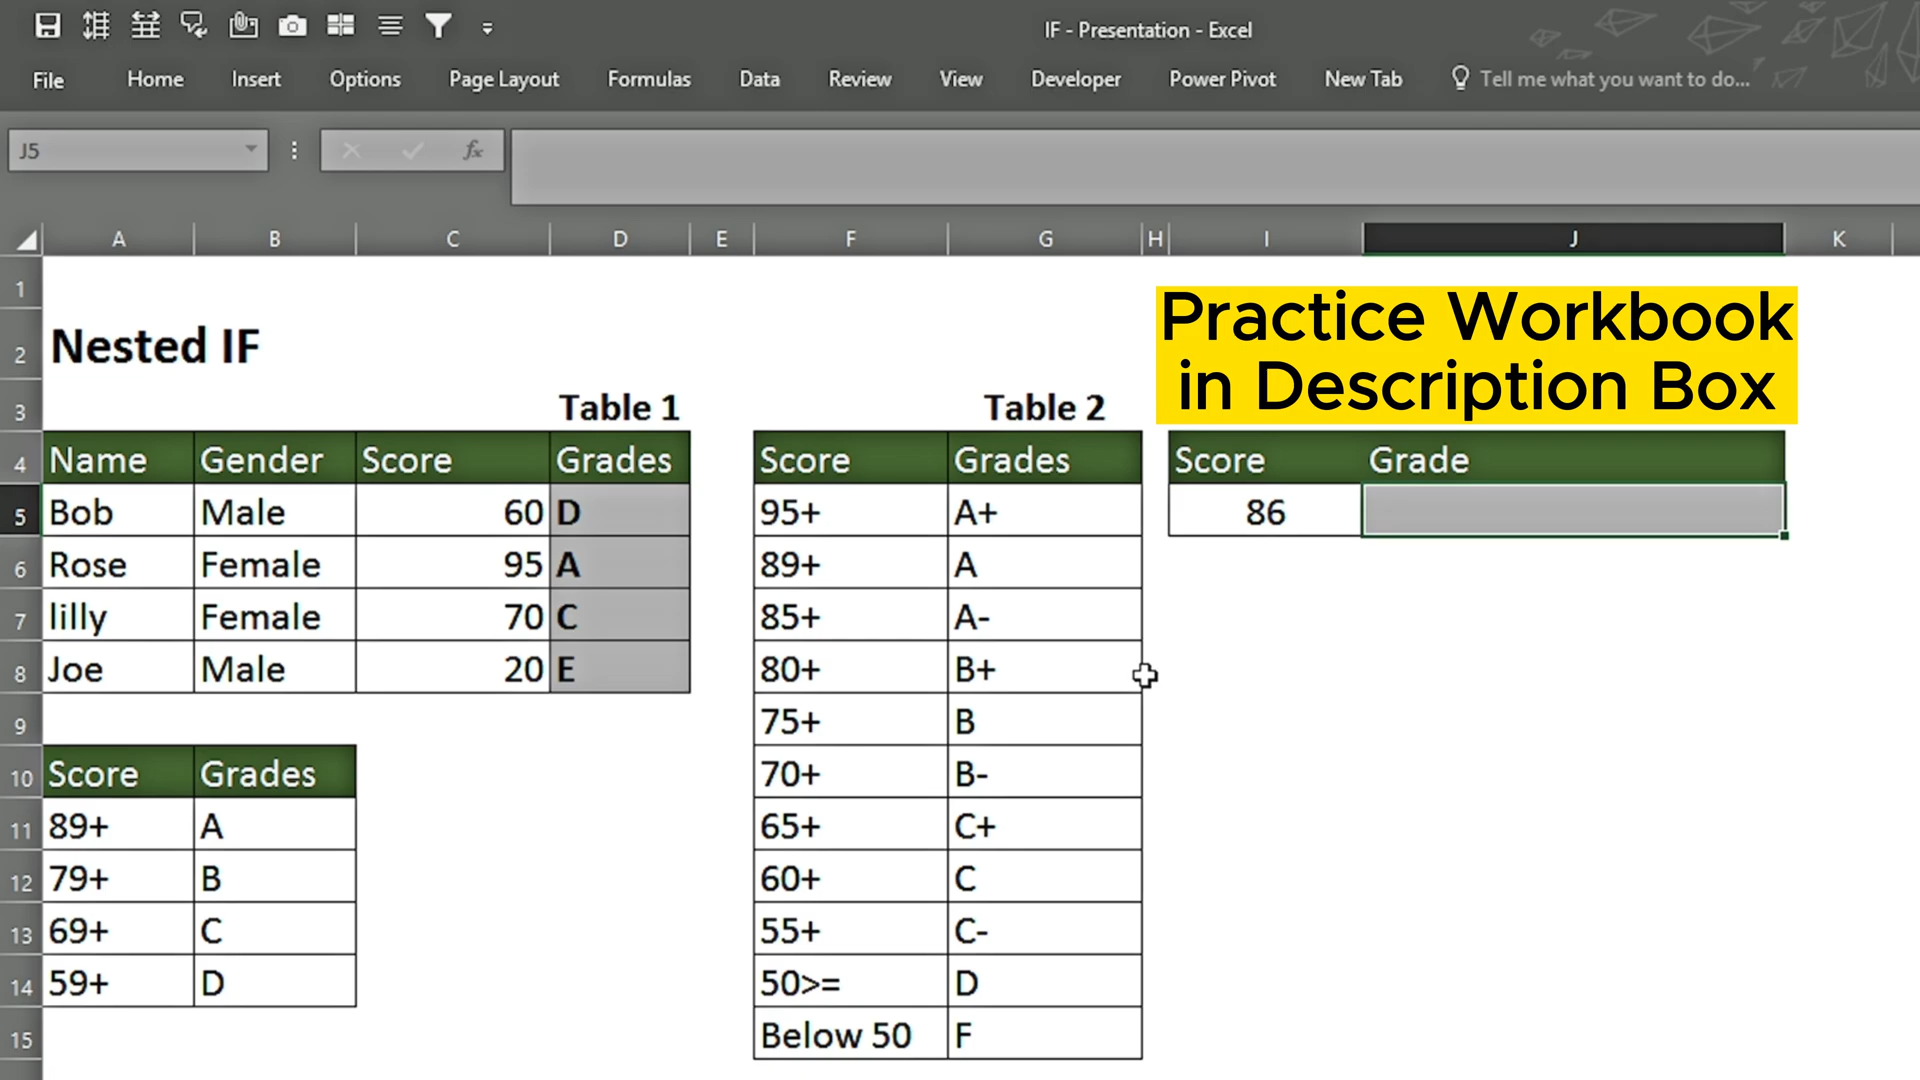 IF - Presentation - Excel
File Home Insert Options Page Layout Formulas Data Review View Developer Power Pivot New Tab Tell me what you want to do...
J5 fx
A B C D E F G H I J K
1
Practice Workbook
in Description Box
2 Nested IF
3 Table 1 Table 2
4 Name Gender Score Grades Score Grades Score Grade
5 Bob Male 60 D 95+ A+ 86
6 Rose Female 95 A 89+ A
7 lilly Female 70 C 85+ A-
8 Joe Male 20 E 80+ B+
9 75+ B
10 Score Grades 70+ B-
11 89+ A 65+ C+
12 79+ B 60+ C
13 69+ C 55+ C-
14 59+ D 50>= D
15 Below 50 F